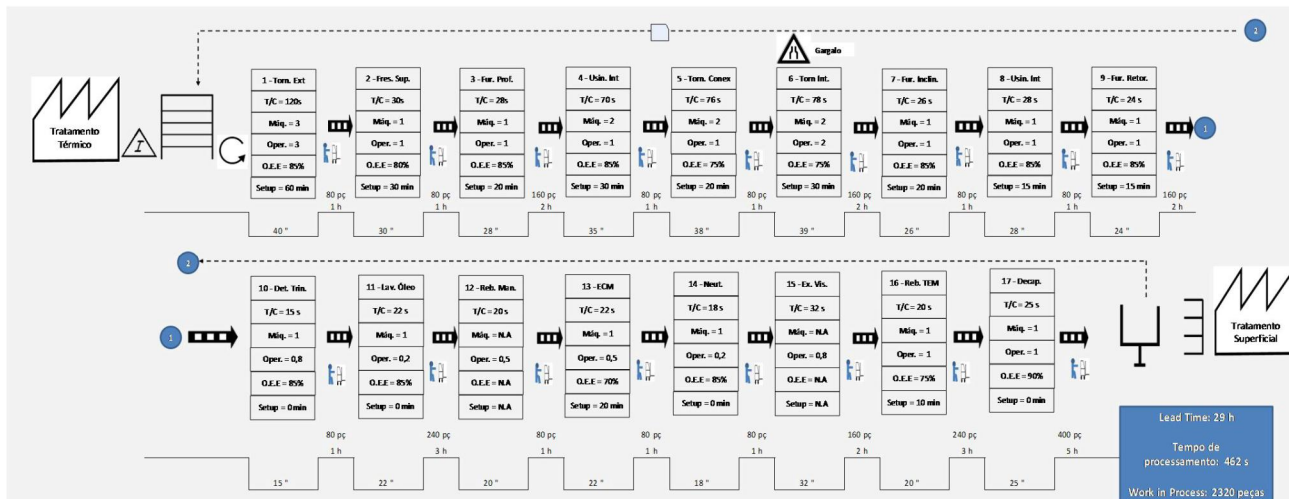 2
Gargalo
Tratamento
Térmico
I
1 - Torn. Ext
T/C = 120s
Máq. = 3
Oper. = 3
O.E.E = 85%
Setup = 60 min
2 - Fres. Sup.
T/C = 30s
Máq. = 1
Oper. = 1
O.E.E = 80%
Setup = 30 min
3 - Fur. Prof.
T/C = 28s
Máq. = 1
Oper. = 1
O.E.E = 85%
Setup = 20 min
4 - Usin. Int
T/C = 70 s
Máq. = 2
Oper. = 1
O.E.E = 85%
Setup = 30 min
5 - Torn. Conex
T/C = 76 s
Máq. = 2
Oper. = 1
O.E.E = 75%
Setup = 20 min
6 - Torn Int.
T/C = 78 s
Máq. = 2
Oper. = 2
O.E.E = 75%
Setup = 30 min
7 - Fur. Inclin.
T/C = 26 s
Máq. = 1
Oper. = 1
O.E.E = 85%
Setup = 20 min
8 - Usin. Int
T/C = 28 s
Máq. = 1
Oper. = 1
O.E.E = 85%
Setup = 15 min
9 - Fur. Retor.
T/C = 24 s
Máq. = 1
Oper. = 1
O.E.E = 85%
Setup = 15 min
1
80 pç 80 pç 160 pç 80 pç 80 pç 160 pç 80 pç 80 pç 160 pç
1 h 1 h 2 h 1 h 1 h 2 h 1 h 1 h 2 h
40 " 30 " 28 " 35 " 38 " 39 " 26 " 28 " 24 "
2
1
10 - Det. Trin.
T/C = 15 s
Máq. = 1
Oper. = 0,8
O.E.E = 85%
Setup = 0 min
11 - Lav. Óleo
T/C = 22 s
Máq. = 1
Oper. = 0,2
O.E.E = 85%
Setup = 0 min
12 - Reb. Man.
T/C = 20 s
Máq. = N.A
Oper. = 0,5
O.E.E = N.A
Setup = N.A
13 - ECM
T/C = 22 s
Máq. = 1
Oper. = 0,5
O.E.E = 70%
Setup = 20 min
14 - Neut.
T/C = 18 s
Máq. = 1
Oper. = 0,2
O.E.E = 85%
Setup = 0 min
15 - Ex. Vis.
T/C = 32 s
Máq. = N.A
Oper. = 0,8
O.E.E = N.A
Setup = N.A
16 - Reb. TEM
T/C = 20 s
Máq. = 1
Oper. = 1
O.E.E = 75%
Setup = 10 min
17 - Decap.
T/C = 25 s
Máq. = 1
Oper. = 1
O.E.E = 90%
Setup = 0 min
Tratamento
Superficial
80 pç 240 pç 80 pç 80 pç 80 pç 160 pç 240 pç 400 pç
1 h 3 h 1 h 1 h 1 h 2 h 3 h 5 h
15 " 22 " 20 " 22 " 18 " 32 " 20 " 25 "
Lead Time: 29 h
Tempo de
processamento: 462 s
Work in Process: 2320 peças